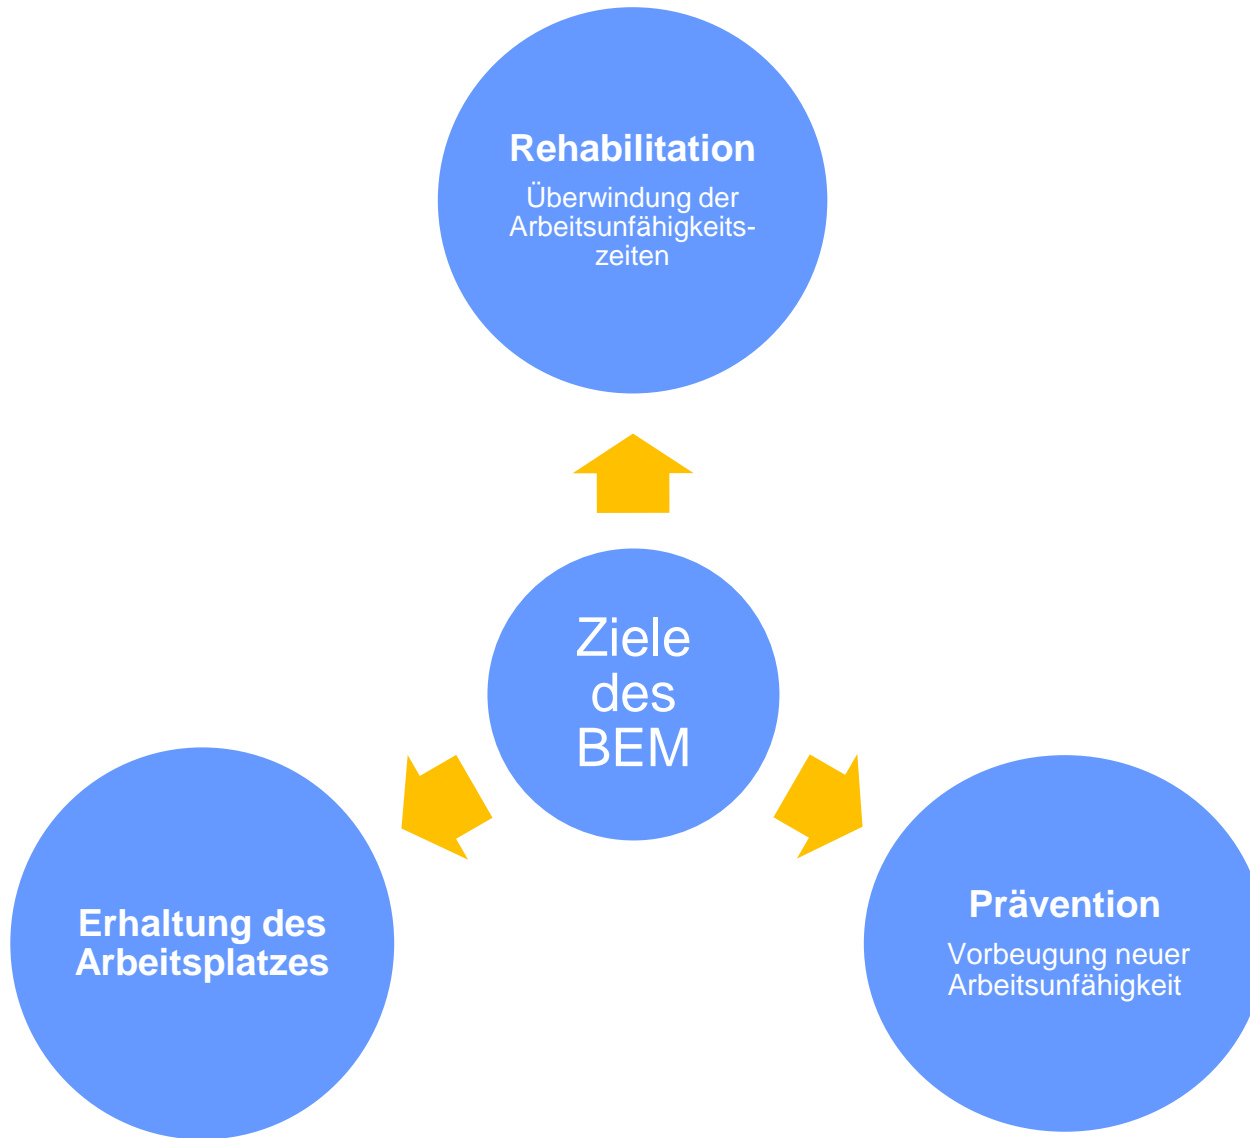 Rehabilitation
Überwindung der
Arbeitsunfähigkeits-
zeiten
Ziele
des
BEM
Erhaltung des
Arbeitsplatzes
Prävention
Vorbeugung neuer
Arbeitsunfähigkeit